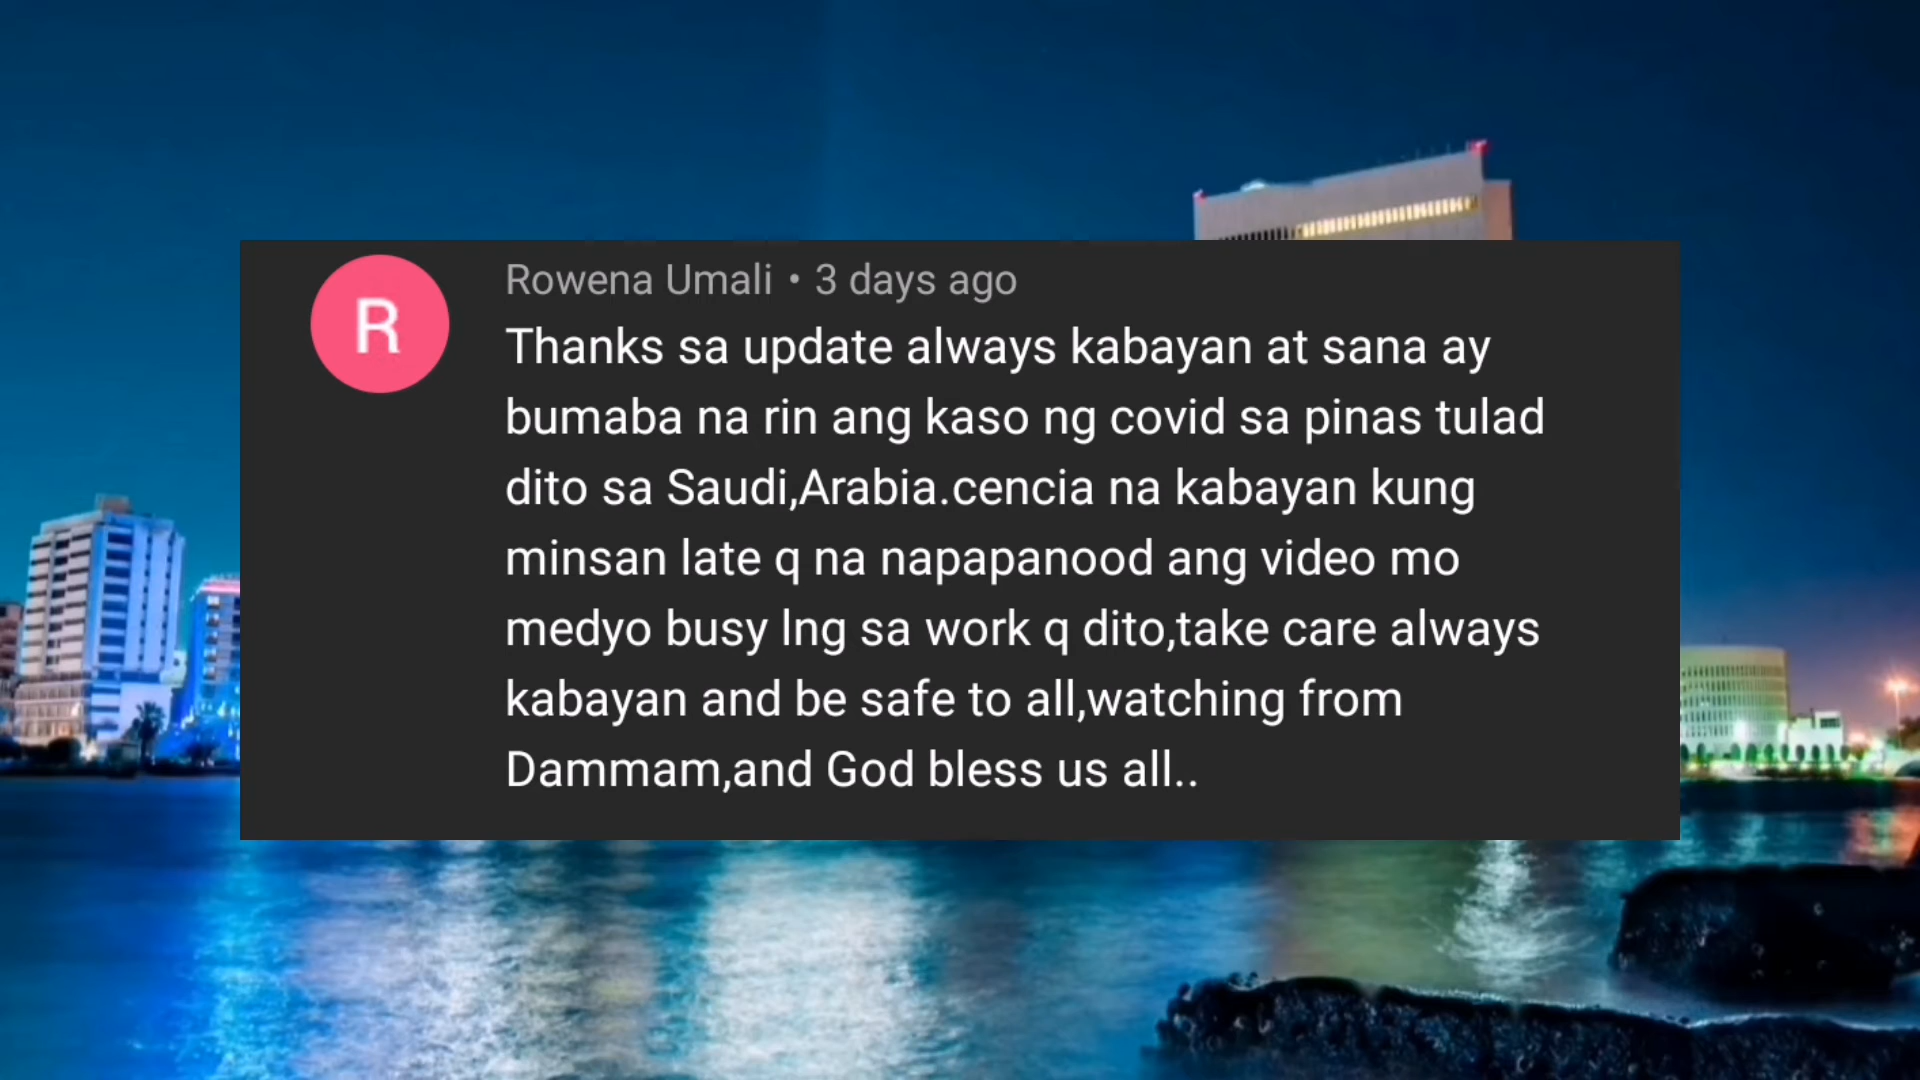 R
Rowena Umali • 3 days ago
Thanks sa update always kabayan at sana ay
bumaba na rin ang kaso ng covid sa pinas tulad
dito sa Saudi,Arabia.cencia na kabayan kung
minsan late q na napapanood ang video mo
medyo busy lng sa work q dito,take care always
kabayan and be safe to all,watching from
Dammam,and God bless us all..